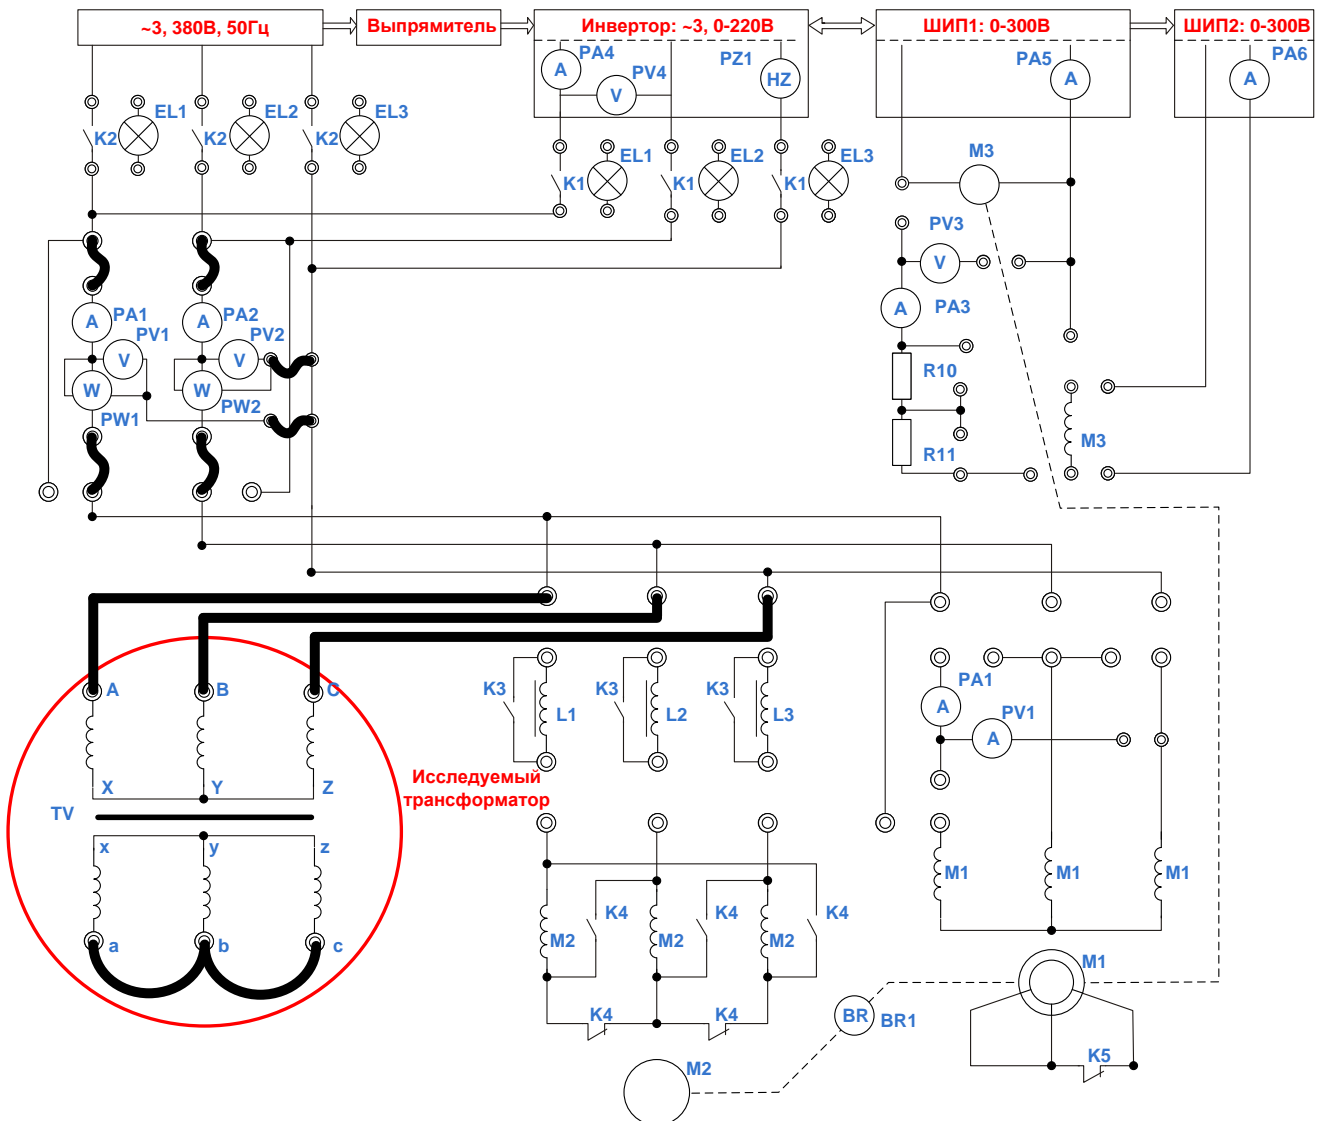 ~3, 380В, 50Гц
Выпрямитель
Инвертор: ~3, 0-220В
ШИП1: 0-300В
ШИП2: 0-300В
PA4
A
PV4
V
PZ1
HZ
PA5
A
PA6
A
K2
EL1
K2
EL2
K2
EL3
K1
EL1
K1
EL2
K1
EL3
M3
PV3
V
A
PA3
A
PA1
A
PA2
PV1
V
PV2
V
W
PW1
W
PW2
R10
R11
M3
A
B
C
X
Y
Z
TV
x
y
z
a
b
c
Исследуемый
трансформатор
K3
L1
K3
L2
K3
L3
PA1
A
PV1
A
M2
K4
M2
K4
M2
K4
K4
K4
M1
M1
M1
M1
BR
BR1
K5
M2